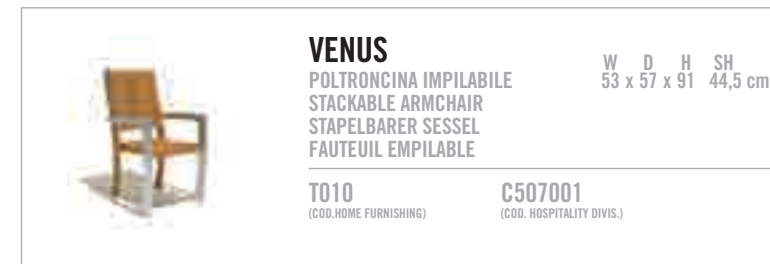 VENUS
POLTRONCINA IMPILABILE
STACKABLE ARMCHAIR
STAPELBARER SESSEL
FAUTEUIL EMPILABLE
W D H SH
53 x 57 x 91 44,5 cm
T010
(COD.HOME FURNISHING)
C507001
(COD. HOSPITALITY DIVIS.)